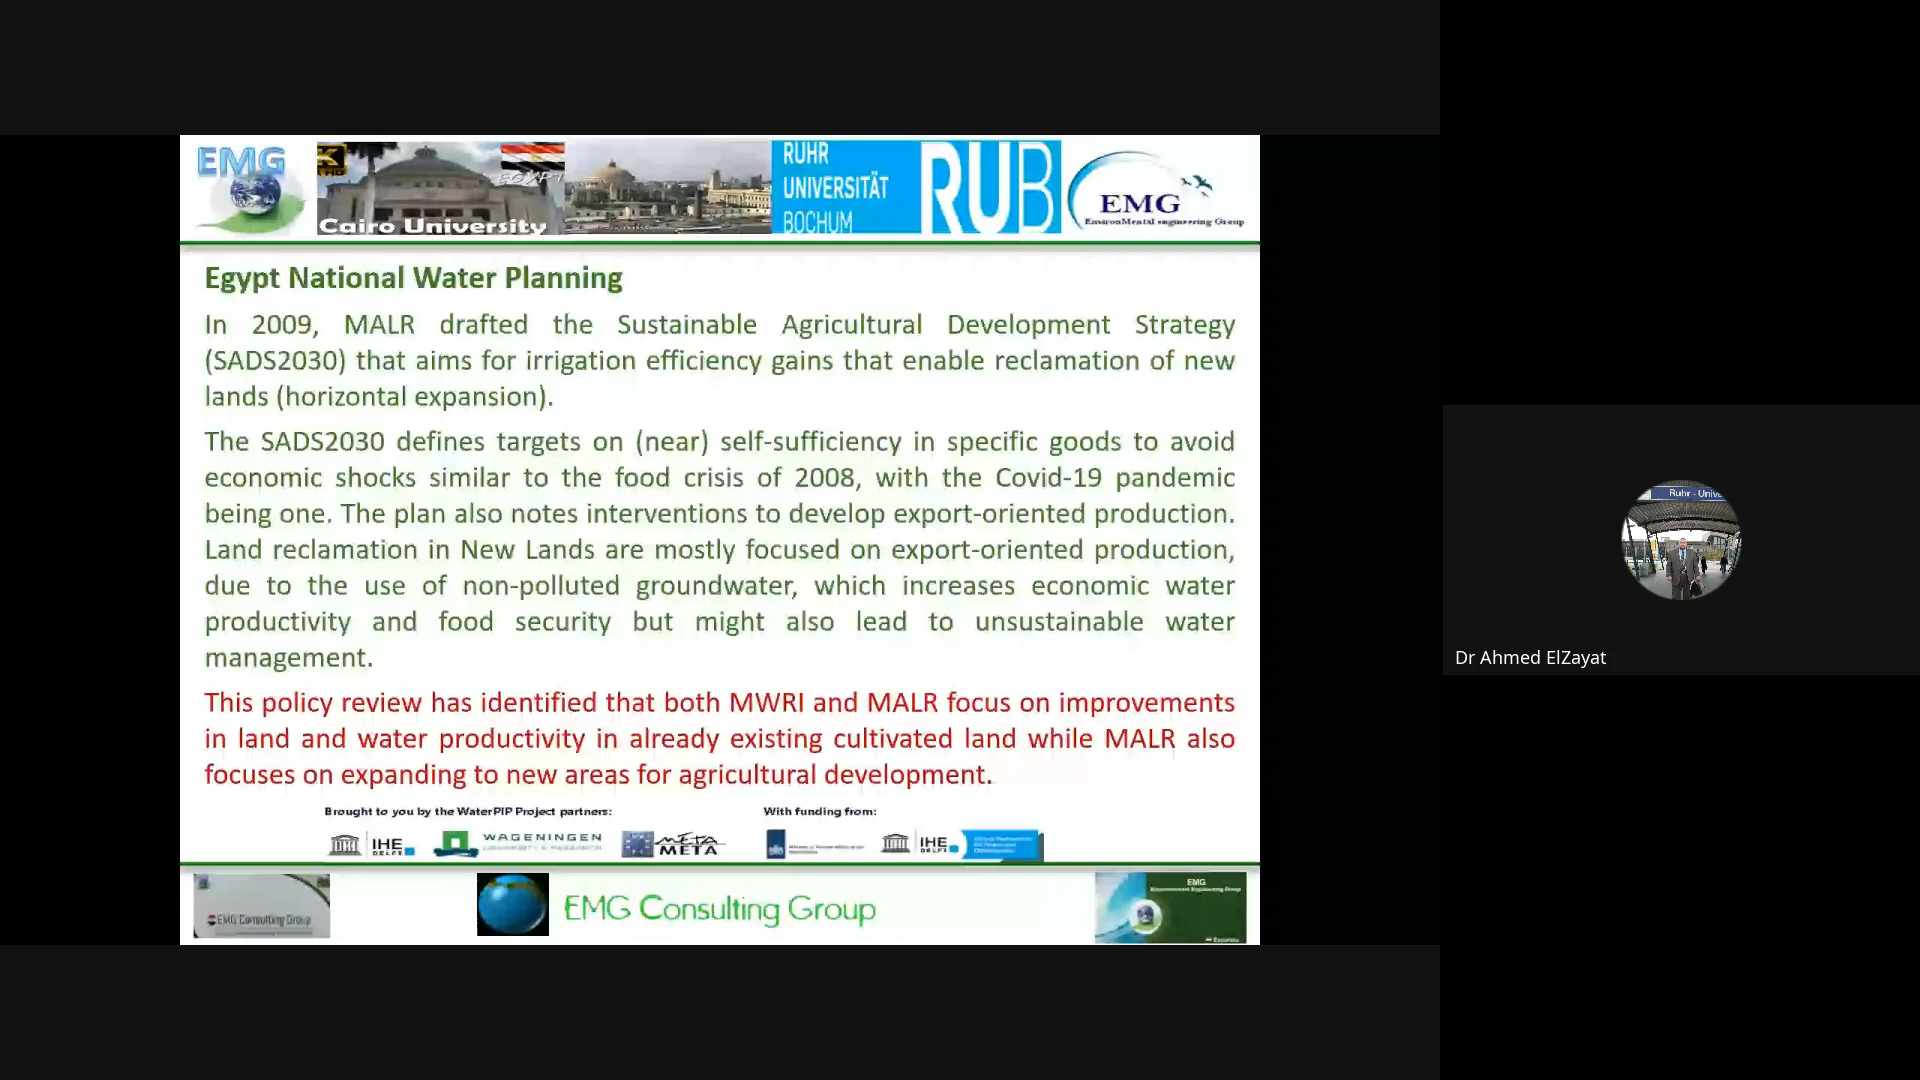 EMG
K
HD
EGYPT
Cairo University
RUHR
UNIVERSITÄT
BOCHUM
RUB
EMG
EnvironMental engineering Group
Egypt National Water Planning
In 2009, MALR drafted the Sustainable Agricultural Development Strategy
(SADS2030) that aims for irrigation efficiency gains that enable reclamation of new
lands (horizontal expansion).
The SADS2030 defines targets on (near) self-sufficiency in specific goods to avoid
economic shocks similar to the food crisis of 2008, with the Covid-19 pandemic
being one. The plan also notes interventions to develop export-oriented production.
Land reclamation in New Lands are mostly focused on export-oriented production,
due to the use of non-polluted groundwater, which increases economic water
productivity and food security but might also lead to unsustainable water
management.
This policy review has identified that both MWRI and MALR focus on improvements
in land and water productivity in already existing cultivated land while MALR also
focuses on expanding to new areas for agricultural development.
Brought to you by the WaterPIP Project partners:
With funding from:
IHE
DELFT
WAGENINGEN
UNIVERSITY & RESEARCH
META
META
IHE
DELFT
EMG Consulting Group
EMG Consulting Group
EMG
Environmental Engineering Group
Ruhr - Unive
Dr Ahmed ElZayat